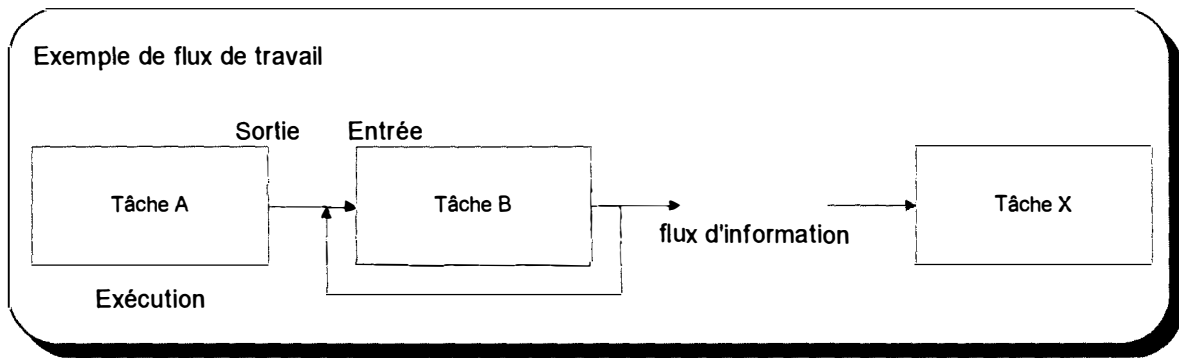 Exemple de flux de travail
Sortie
Entrée
Tâche A
Tâche B
Tâche X
flux d'information
Exécution